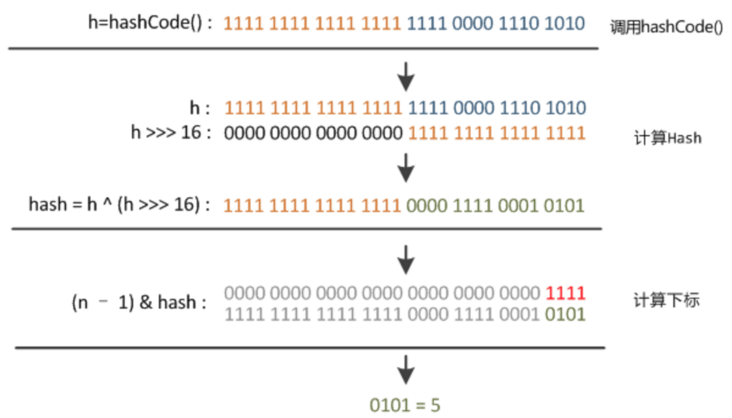 h=hashCode() : 1111 1111 1111 1111 1111 0000 1110 1010 调用hashCode()
h : 1111 1111 1111 1111 1111 0000 1110 1010
h >>> 16 : 0000 0000 0000 0000 1111 1111 1111 1111 计算Hash
hash = h ^ (h >>> 16) : 1111 1111 1111 1111 0000 1111 0001 0101
(n - 1) & hash : 0000 0000 0000 0000 0000 0000 0000 1111 计算下标
1111 1111 1111 1111 0000 1111 0001 0101
0101 = 5